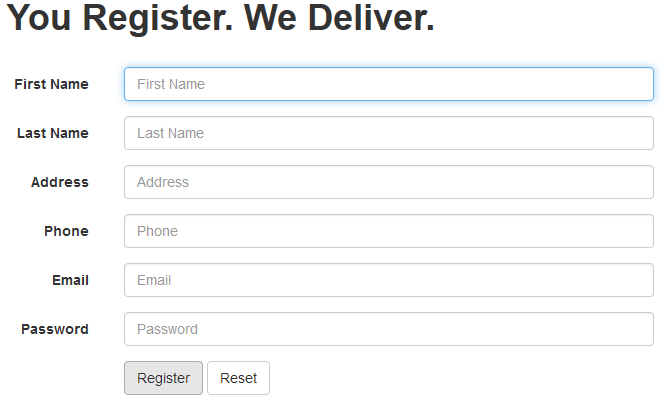 You Register. We Deliver.
First Name First Name
Last Name Last Name
Address Address
Phone Phone
Email Email
Password Password
Register Reset